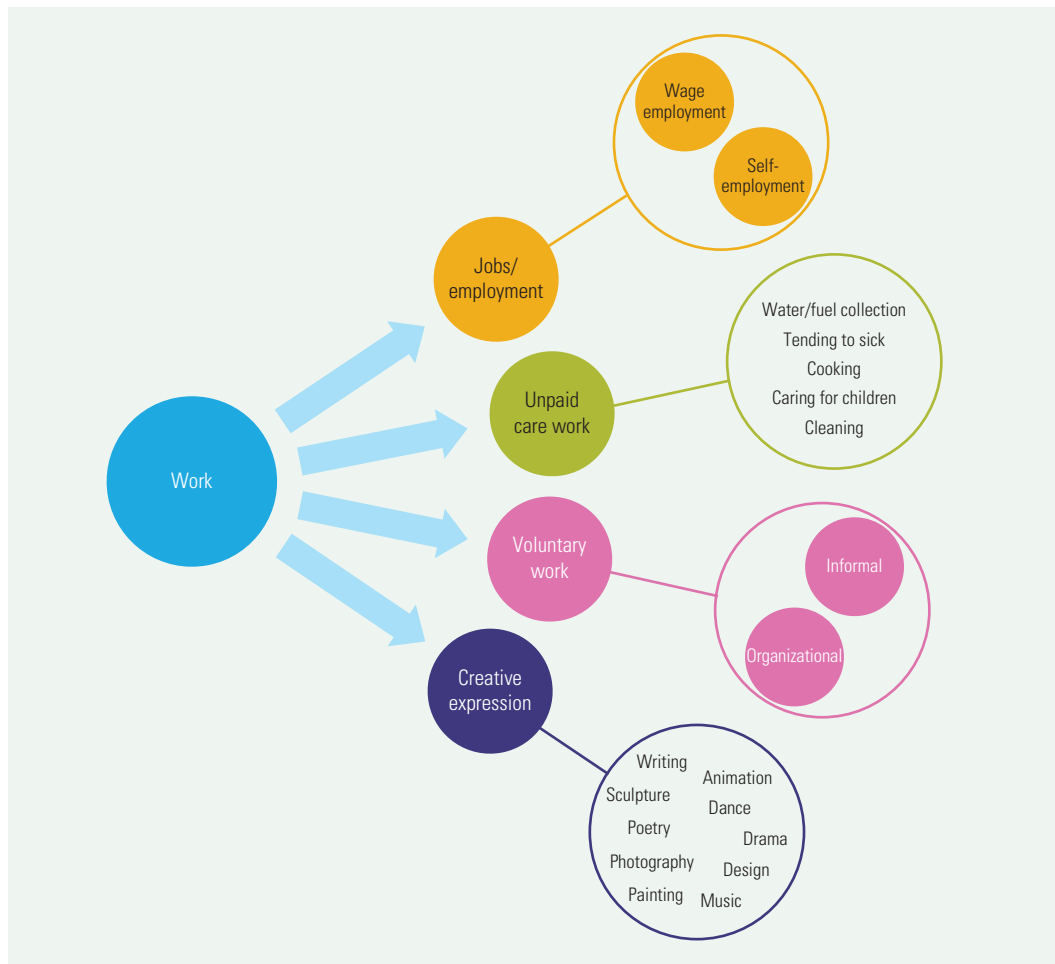 Work
Jobs/
employment
Wage
employment
Self-
employment
Unpaid
care work
Water/fuel collection
Tending to sick
Cooking
Caring for children
Cleaning
Voluntary
work
Informal
Organizational
Creative
expression
Writing
Animation
Sculpture
Dance
Poetry
Drama
Photography
Design
Painting
Music